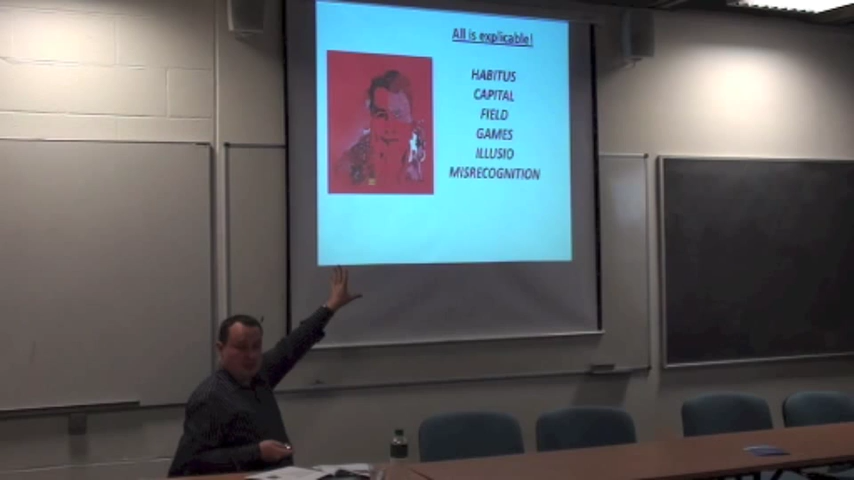 All is explicable!
HABITUS
CAPITAL
FIELD
GAMES
ILLUSIO
MISRECOGNITION